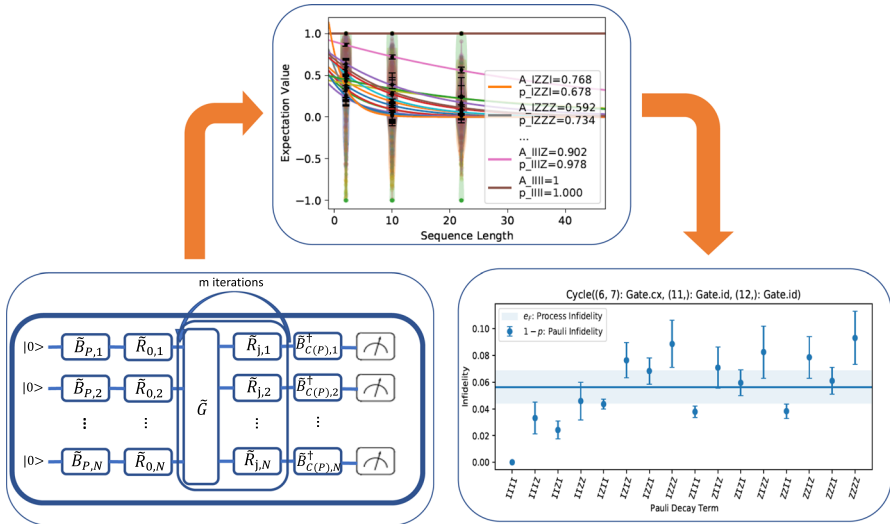 1.0
0.5
0.0
−0.5
−1.0
Expectation Value
0
10
20
30
40
Sequence Length
A_IZZI=0.768
p_IZZI=0.678
A_IZZZ=0.592
p_IZZZ=0.734
...
A_IIIZ=0.902
p_IIIZ=0.978
A_IIII=1
p_IIII=1.000
m iterations
|0> B̃P,1 R̃0,1 R̃j,1 B̃†C(P),1
|0> B̃P,2 R̃0,2 G̃ R̃j,2 B̃†C(P),2
⋮ ⋮ ⋮ ⋮
|0> B̃P,N R̃0,N R̃j,N B̃†C(P),N
Cycle((6, 7): Gate.cx, (11,): Gate.id, (12,): Gate.id)
eF: Process Infidelity
1 − p: Pauli Infidelity
0.10
0.08
0.06
0.04
0.02
0.00
Infidelity
IIII IIIZ IIZI IIZZ IZII IZIZ IZZI IZZZ ZIII ZIIZ ZIZI ZIZZ ZZII ZZIZ ZZZI ZZZZ
Pauli Decay Term